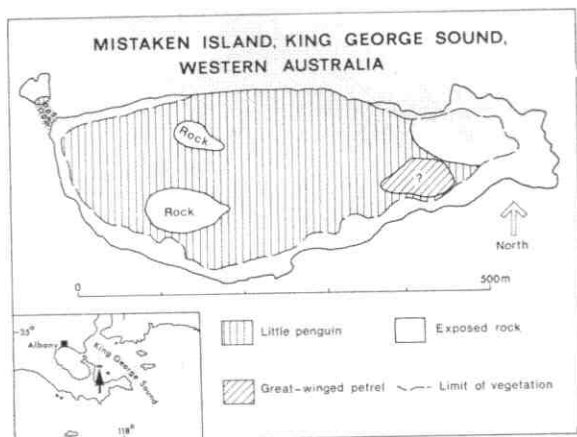 MISTAKEN ISLAND, KING GEORGE SOUND,
WESTERN AUSTRALIA
Rock
Rock
?
North
0
500m
35°
Albany
King George Sound
118°
Little penguin
Exposed rock
Great-winged petrel
Limit of vegetation